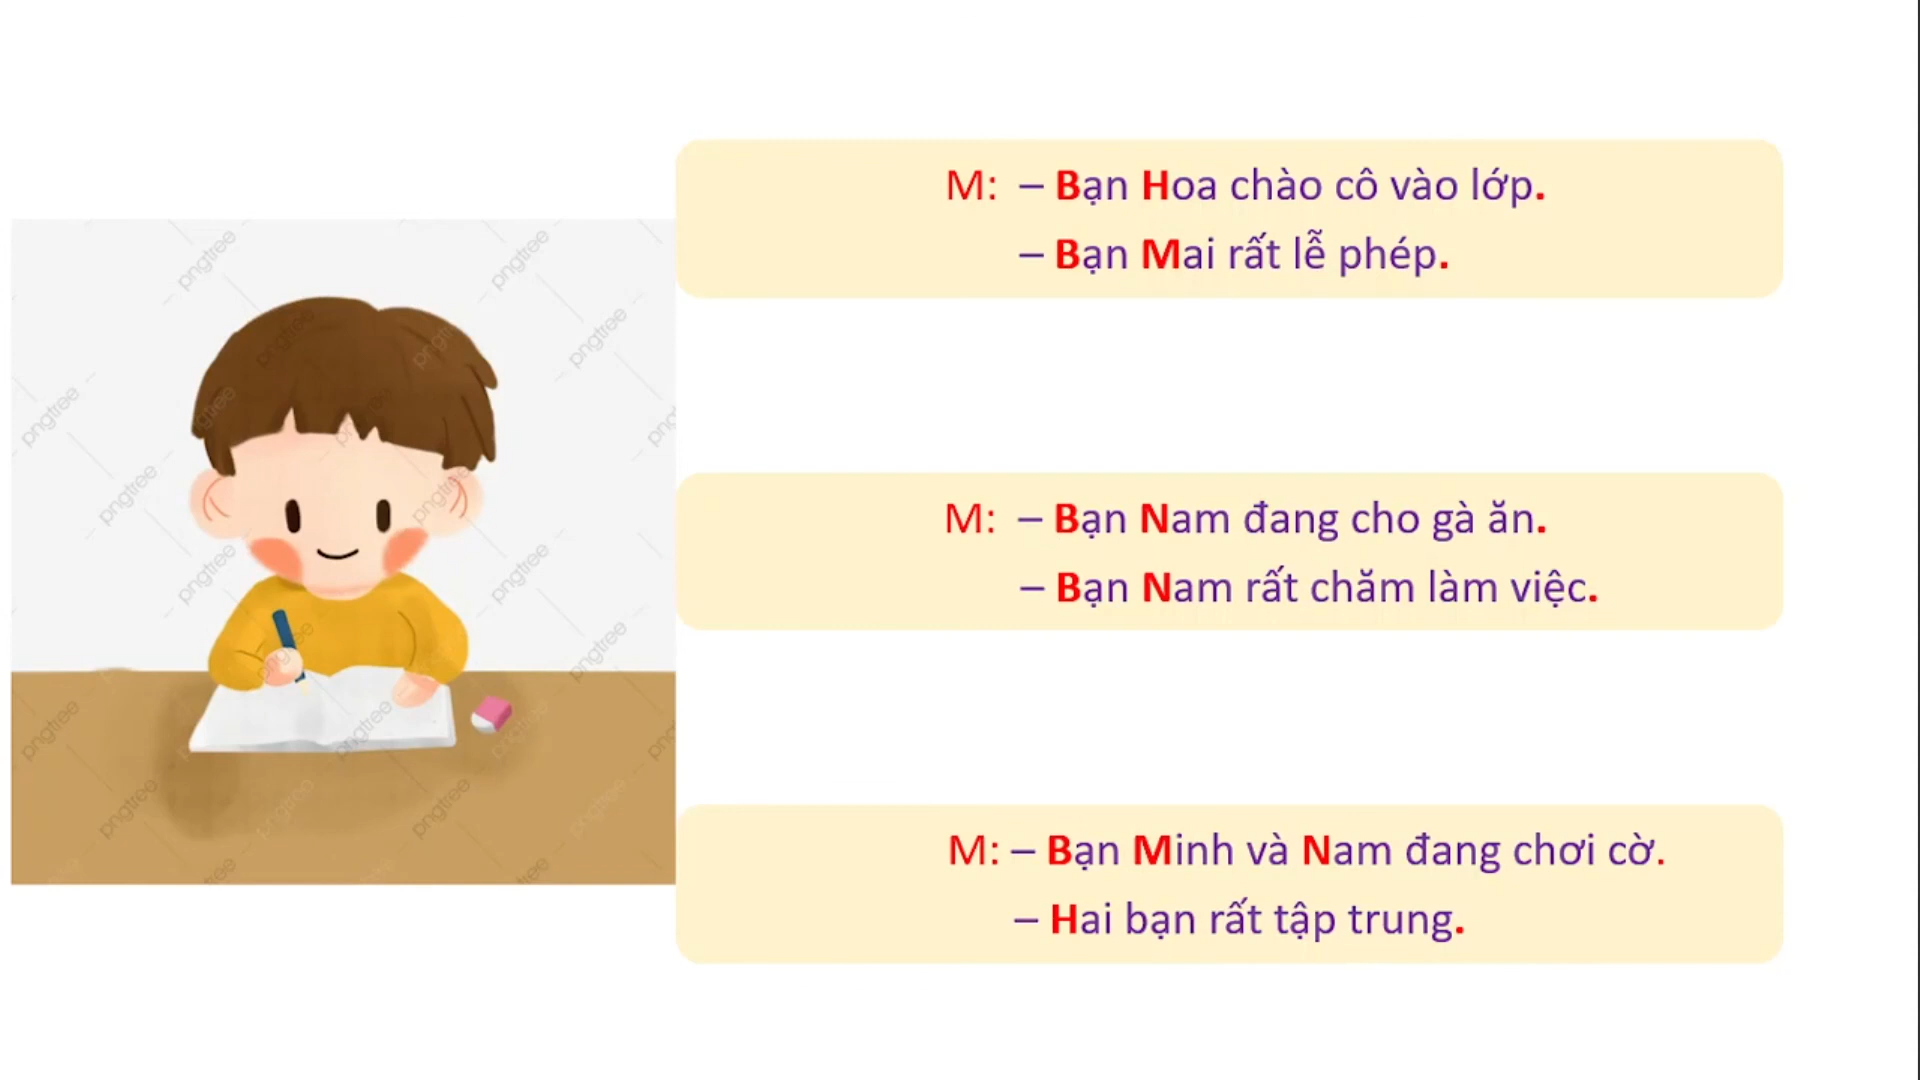 M: – Bạn Hoa chào cô vào lớp.
– Bạn Mai rất lễ phép.
M: – Bạn Nam đang cho gà ăn.
– Bạn Nam rất chăm làm việc.
M: – Bạn Minh và Nam đang chơi cờ.
– Hai bạn rất tập trung.
pngtree